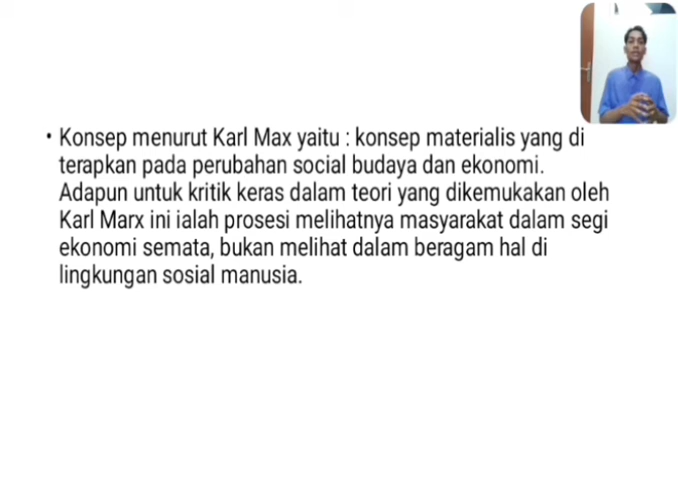 • Konsep menurut Karl Max yaitu : konsep materialis yang di
terapkan pada perubahan social budaya dan ekonomi.
Adapun untuk kritik keras dalam teori yang dikemukakan oleh
Karl Marx ini ialah prosesi melihatnya masyarakat dalam segi
ekonomi semata, bukan melihat dalam beragam hal di
lingkungan sosial manusia.